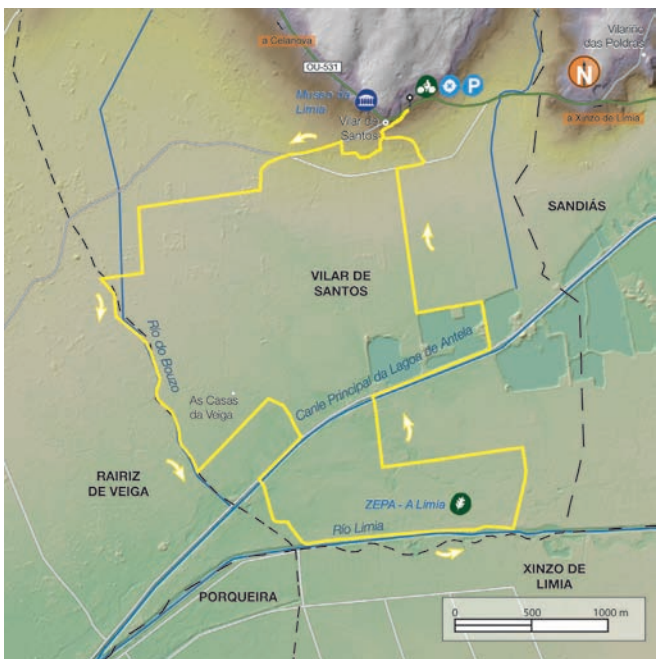 Vilariño
das Poldras
a Celanova
OU-531
P
N
Museo da
Limia
Vilar de
Santos
a Xinzo de Limia
SANDIÁS
VILAR DE
SANTOS
Río do Bouzo
Canle Principal da Lagoa de Antela
As Casas
da Veiga
RAIRIZ
DE VEIGA
ZEPA - A Limia
Río Limia
XINZO DE
LIMIA
PORQUEIRA
0 500 1000 m